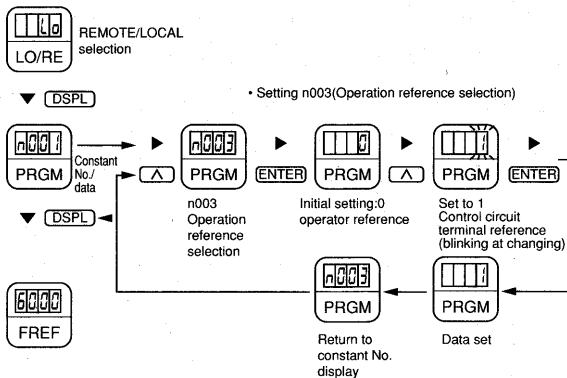 Lo
LO/RE
REMOTE/LOCAL
selection
DSPL
• Setting n003(Operation reference selection)
n001
PRGM
Constant
No./
data
n003
PRGM
ENTER
0
PRGM
1
PRGM
ENTER
n003
Operation
reference
selection
Initial setting:0
operator reference
Set to 1
Control circuit
terminal reference
(blinking at changing)
DSPL
6000
FREF
n003
PRGM
1
PRGM
Return to
constant No.
display
Data set